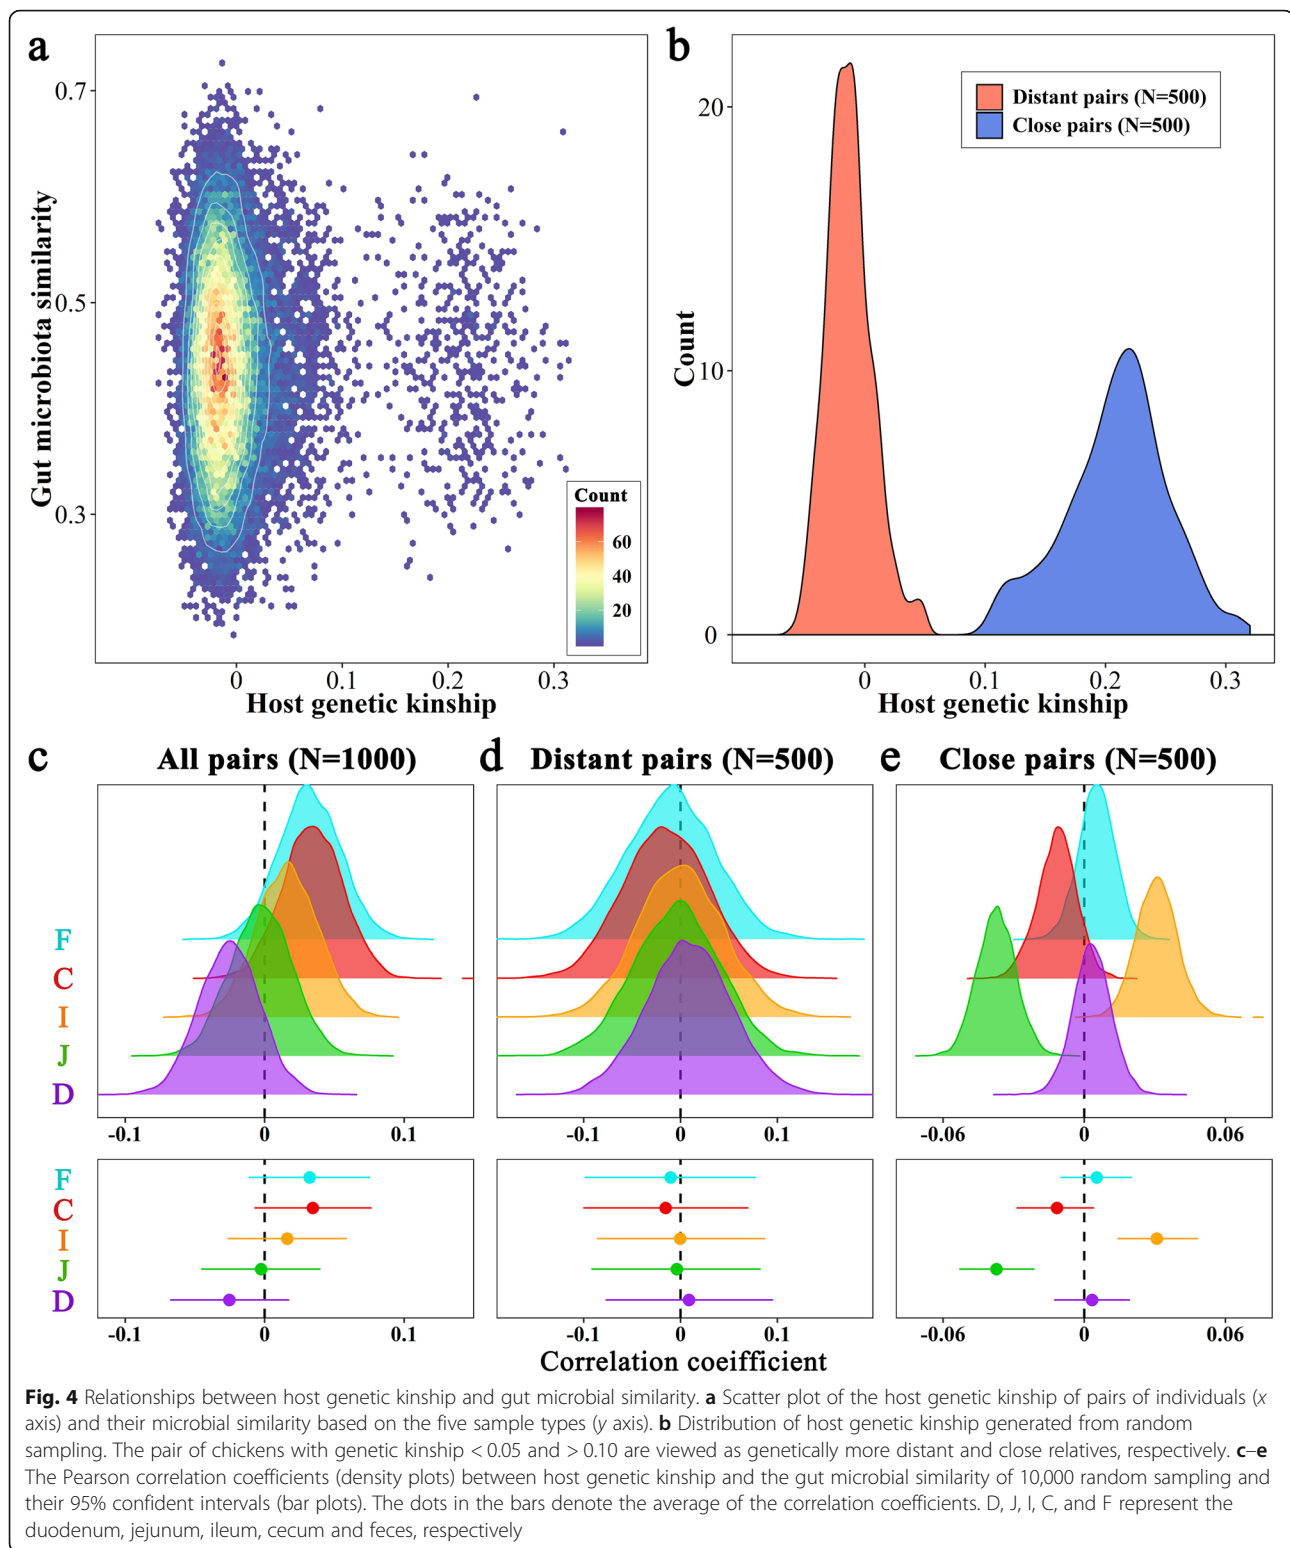 a
b
0.7
0.5
0.3
Gut microbiota similarity
Count
60
40
20
0
0.1
0.2
0.3
Host genetic kinship
20
10
0
Count
Distant pairs (N=500)
Close pairs (N=500)
0
0.1
0.2
0.3
Host genetic kinship
c
All pairs (N=1000)
d
Distant pairs (N=500)
e
Close pairs (N=500)
F
C
I
J
D
-0.1
0
0.1
-0.1
0
0.1
-0.06
0
0.06
F
C
I
J
D
-0.1
0
0.1
-0.1
0
0.1
-0.06
0
0.06
Correlation coeifficient
Fig. 4 Relationships between host genetic kinship and gut microbial similarity. a Scatter plot of the host genetic kinship of pairs of individuals (x
axis) and their microbial similarity based on the five sample types (y axis). b Distribution of host genetic kinship generated from random
sampling. The pair of chickens with genetic kinship < 0.05 and > 0.10 are viewed as genetically more distant and close relatives, respectively. c–e
The Pearson correlation coefficients (density plots) between host genetic kinship and the gut microbial similarity of 10,000 random sampling and
their 95% confident intervals (bar plots). The dots in the bars denote the average of the correlation coefficients. D, J, I, C, and F represent the
duodenum, jejunum, ileum, cecum and feces, respectively